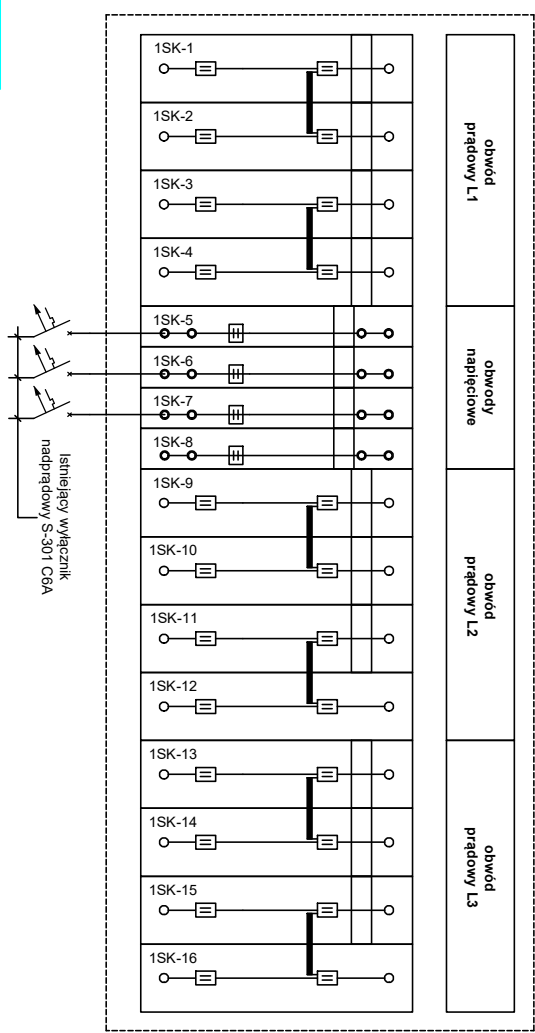 1SK-1
1SK-2
1SK-3
1SK-4
1SK-5
1SK-6
1SK-7
1SK-8
1SK-9
1SK-10
1SK-11
1SK-12
1SK-13
1SK-14
1SK-15
1SK-16
obwód
prądowy L1
obwody
napięciowe
obwód
prądowy L2
obwód
prądowy L3
Istniejący wyłącznik
nadprądowy S-301 C6A